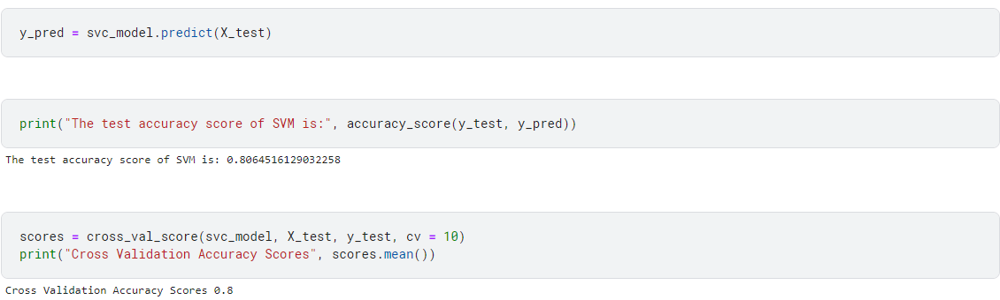 y_pred = svc_model.predict(X_test)
print("The test accuracy score of SVM is:", accuracy_score(y_test, y_pred))
The test accuracy score of SVM is: 0.8064516129032258
scores = cross_val_score(svc_model, X_test, y_test, cv = 10)
print("Cross Validation Accuracy Scores", scores.mean())
Cross Validation Accuracy Scores 0.8